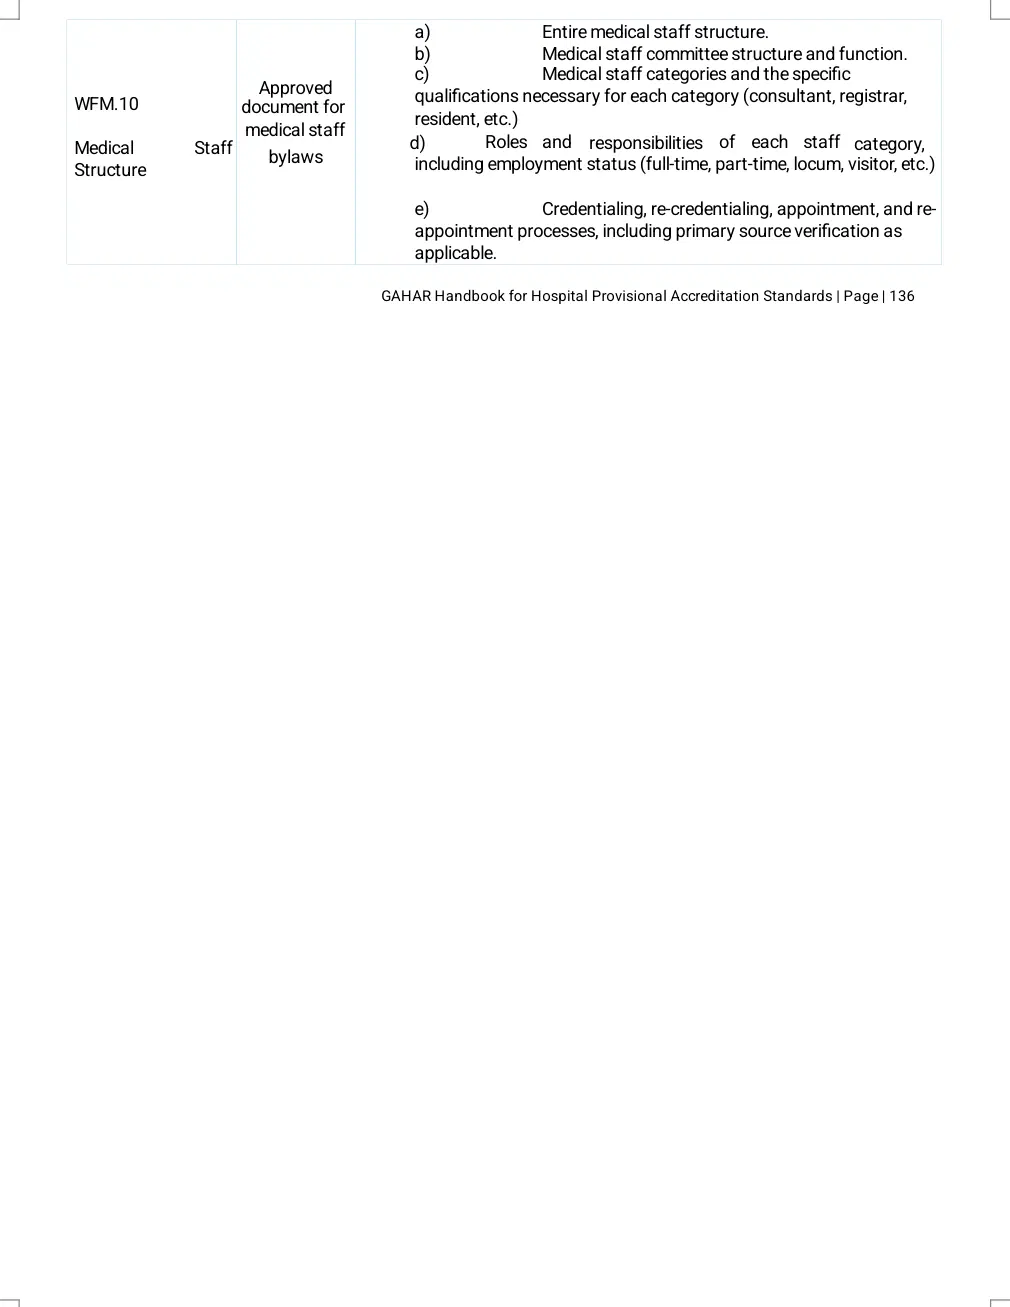 WFM.10
Medical Staff
Structure
Approved
document for
medical staff
bylaws
a) Entire medical staff structure.
b) Medical staff committee structure and function.
c) Medical staff categories and the specific
qualifications necessary for each category (consultant, registrar,
resident, etc.)
d) Roles and responsibilities of each staff category,
including employment status (full-time, part-time, locum, visitor, etc.)
e) Credentialing, re-credentialing, appointment, and re-
appointment processes, including primary source verification as
applicable.
GAHAR Handbook for Hospital Provisional Accreditation Standards | Page | 136